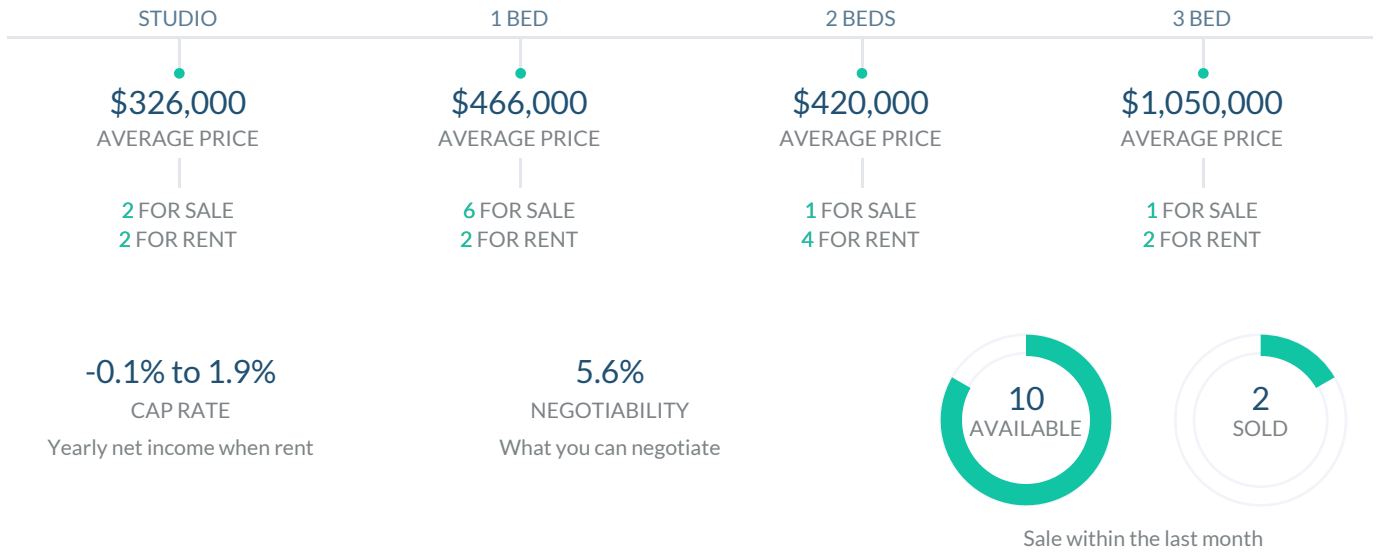 STUDIO
1 BED
2 BEDS
3 BED
$326,000
AVERAGE PRICE
$466,000
AVERAGE PRICE
$420,000
AVERAGE PRICE
$1,050,000
AVERAGE PRICE
2 FOR SALE
2 FOR RENT
6 FOR SALE
2 FOR RENT
1 FOR SALE
4 FOR RENT
1 FOR SALE
2 FOR RENT
-0.1% to 1.9%
CAP RATE
Yearly net income when rent
5.6%
NEGOTIABILITY
What you can negotiate
10
AVAILABLE
2
SOLD
Sale within the last month